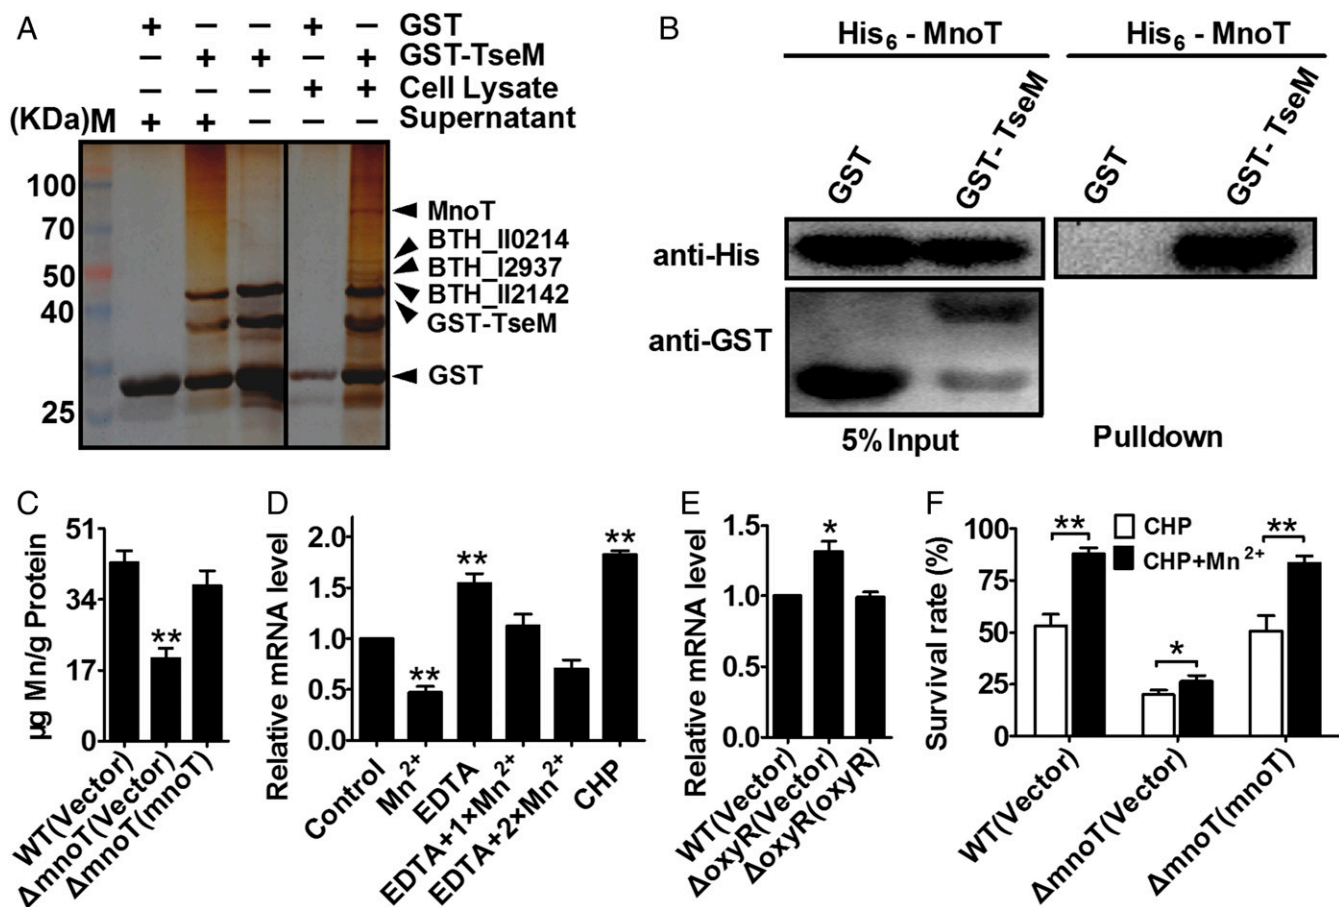 A
+ − − + − GST
− + + − + GST-TseM
− − − + + Cell Lysate
(KDa) M + + − − − Supernatant
100
70
50
40
25
MnoT
BTH_II0214
BTH_I2937
BTH_II2142
GST-TseM
GST
B
His6 - MnoT His6 - MnoT
GST GST- TseM GST GST- TseM
anti-His
anti-GST
5% Input Pulldown
C
µg Mn/g Protein
51
34
17
0
**
WT(Vector)
ΔmnoT(Vector)
ΔmnoT(mnoT)
D
Relative mRNA level
2.0
1.5
1.0
0.5
0.0
** ** **
Control
Mn2+
EDTA
EDTA+1×Mn2+
EDTA+2×Mn2+
CHP
E
Relative mRNA level
1.5
1.0
0.5
0.0
*
WT(Vector)
ΔoxyR(Vector)
ΔoxyR(oxyR)
F
Survival rate (%)
100
75
50
25
0
CHP
CHP+Mn2+
** * **
WT(Vector)
ΔmnoT(Vector)
ΔmnoT(mnoT)